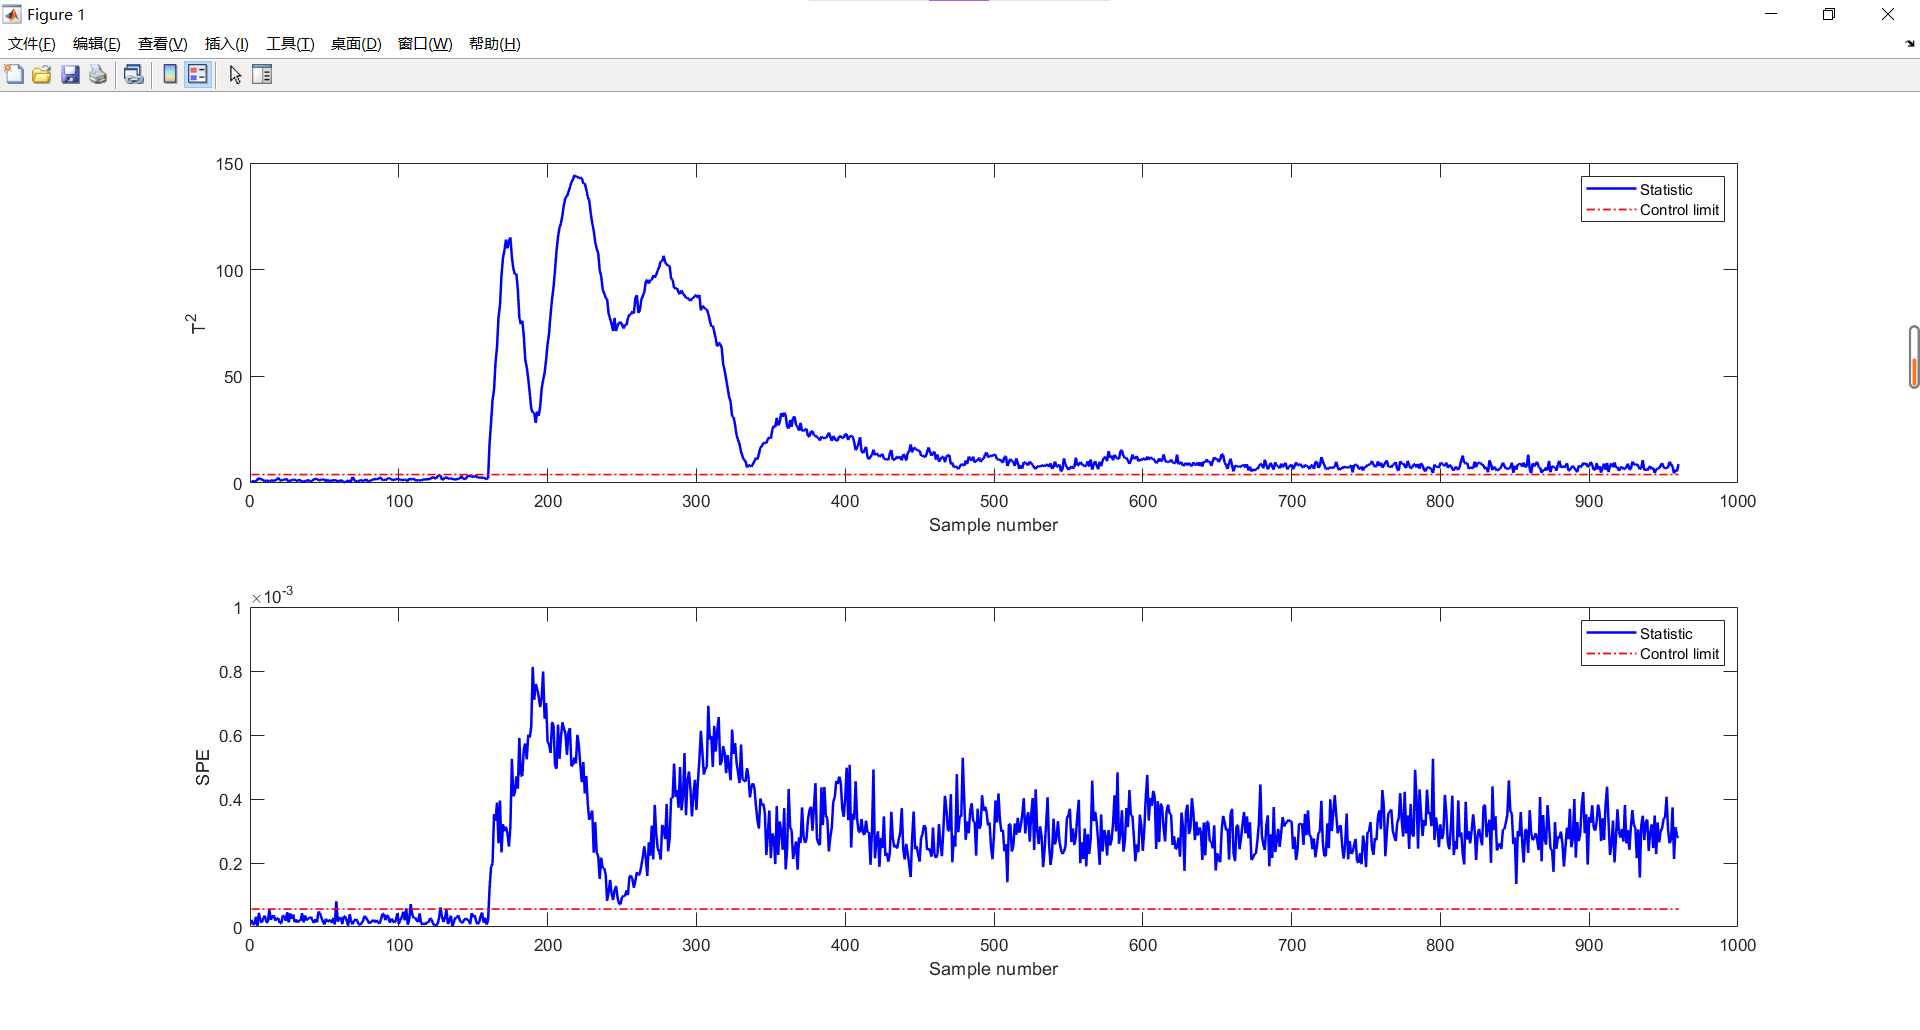 Figure 1
文件(F) 编辑(E) 查看(V) 插入(I) 工具(T) 桌面(D) 窗口(W) 帮助(H)
150
100
50
0
T2
0 100 200 300 400 500 600 700 800 900 1000
Sample number
Statistic
Control limit
×10-3
1
0.8
0.6
0.4
0.2
0
SPE
0 100 200 300 400 500 600 700 800 900 1000
Sample number
Statistic
Control limit